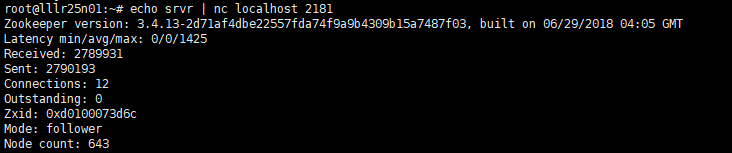 root@lllr25n01:~# echo srvr | nc localhost 2181
Zookeeper version: 3.4.13-2d71af4dbe22557fda74f9a9b4309b15a7487f03, built on 06/29/2018 04:05 GMT
Latency min/avg/max: 0/0/1425
Received: 2789931
Sent: 2790193
Connections: 12
Outstanding: 0
Zxid: 0xd0100073d6c
Mode: follower
Node count: 643